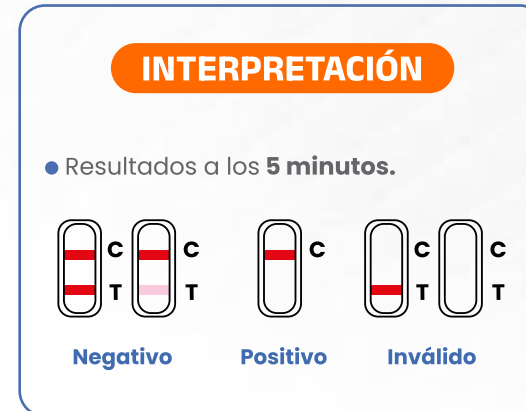 INTERPRETACIÓN
Resultados a los 5 minutos.
C C C C C
T T T T
Negativo Positivo Inválido